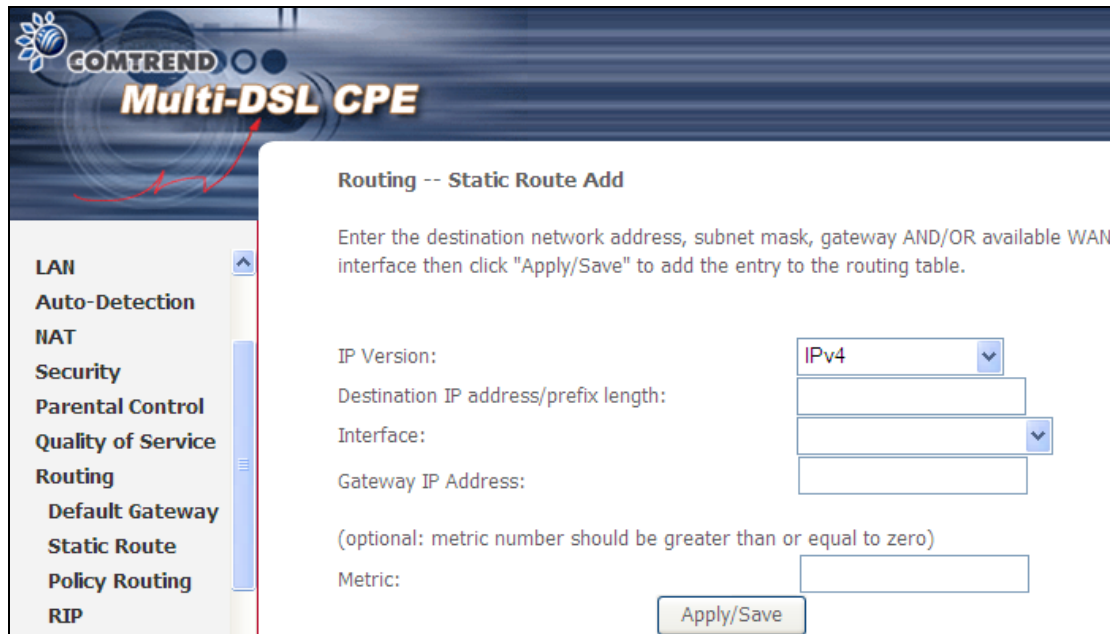 COMTREND
Multi-DSL CPE
LAN
Auto-Detection
NAT
Security
Parental Control
Quality of Service
Routing
Default Gateway
Static Route
Policy Routing
RIP
Routing -- Static Route Add
Enter the destination network address, subnet mask, gateway AND/OR available WAN
interface then click "Apply/Save" to add the entry to the routing table.
IP Version: IPv4
Destination IP address/prefix length:
Interface:
Gateway IP Address:
(optional: metric number should be greater than or equal to zero)
Metric:
Apply/Save